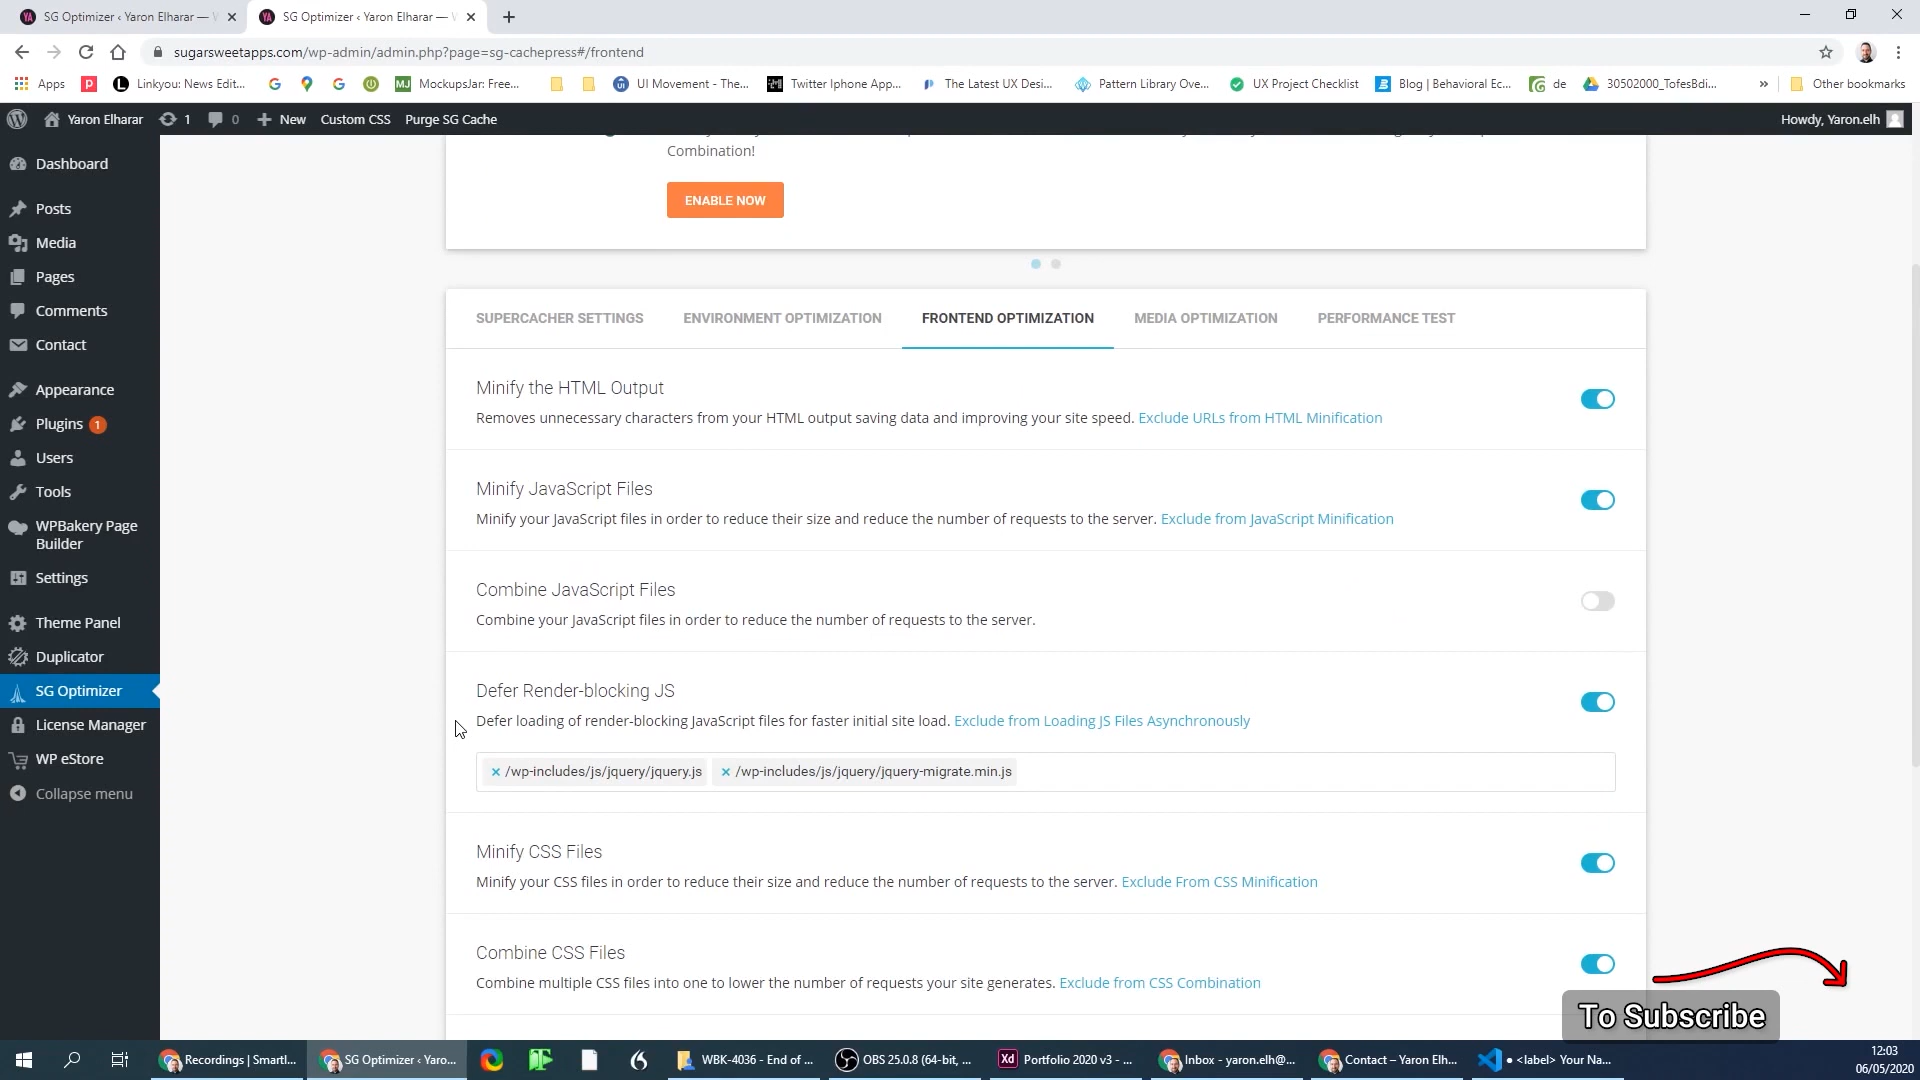 SG Optimizer ‹ Yaron Elharar —
SG Optimizer ‹ Yaron Elharar —
sugarsweetapps.com/wp-admin/admin.php?page=sg-cachepress#/frontend
Apps
Linkyou: News Edit...
MJ
MockupsJar: Free...
UI Movement - The...
Twitter Iphone App...
The Latest UX Desi...
Pattern Library Ove...
UX Project Checklist
Blog | Behavioral Ec...
de
30502000_TofesBdi...
»
Other bookmarks
Yaron Elharar
1
0
New
Custom CSS
Purge SG Cache
Howdy, Yaron.elh
Dashboard
Posts
Media
Pages
Comments
Contact
Appearance
Plugins 1
Users
Tools
WPBakery Page
Builder
Settings
Theme Panel
Duplicator
SG Optimizer
License Manager
WP eStore
Collapse menu
Combination!
ENABLE NOW
SUPERCACHER SETTINGS
ENVIRONMENT OPTIMIZATION
FRONTEND OPTIMIZATION
MEDIA OPTIMIZATION
PERFORMANCE TEST
Minify the HTML Output
Removes unnecessary characters from your HTML output saving data and improving your site speed. Exclude URLs from HTML Minification
Minify JavaScript Files
Minify your JavaScript files in order to reduce their size and reduce the number of requests to the server. Exclude from JavaScript Minification
Combine JavaScript Files
Combine your JavaScript files in order to reduce the number of requests to the server.
Defer Render-blocking JS
Defer loading of render-blocking JavaScript files for faster initial site load. Exclude from Loading JS Files Asynchronously
× /wp-includes/js/jquery/jquery.js
× /wp-includes/js/jquery/jquery-migrate.min.js
Minify CSS Files
Minify your CSS files in order to reduce their size and reduce the number of requests to the server. Exclude From CSS Minification
Combine CSS Files
Combine multiple CSS files into one to lower the number of requests your site generates. Exclude from CSS Combination
To Subscribe
Recordings | Smartl...
SG Optimizer ‹ Yaro...
WBK-4036 - End of ...
OBS 25.0.8 (64-bit, ...
Xd
Portfolio 2020 v3 - ...
Inbox - yaron.elh@...
Contact – Yaron Elh...
● <label> Your Na...
12:03
06/05/2020